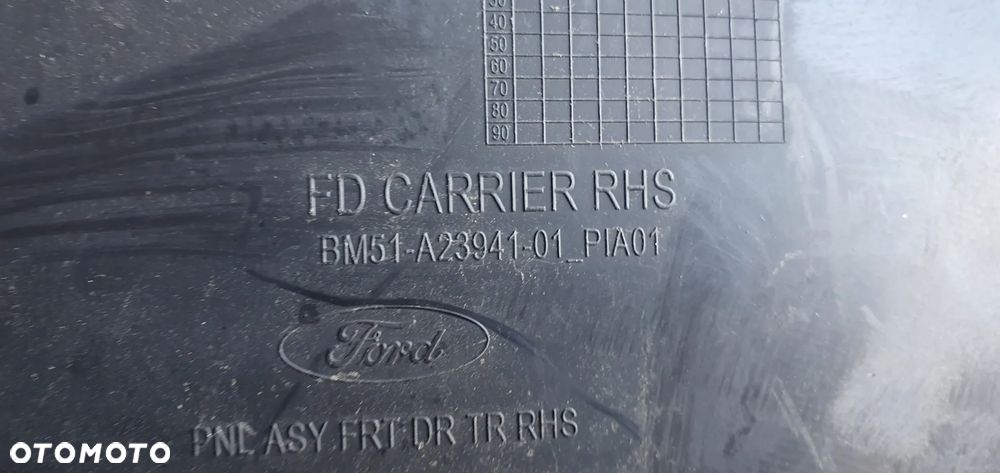 30
40
50
60
70
80
90
FD CARRIER RHS
BM51-A23941-01_PIA01
Ford
PNL ASY FRT DR TR RHS
OTOMOTO